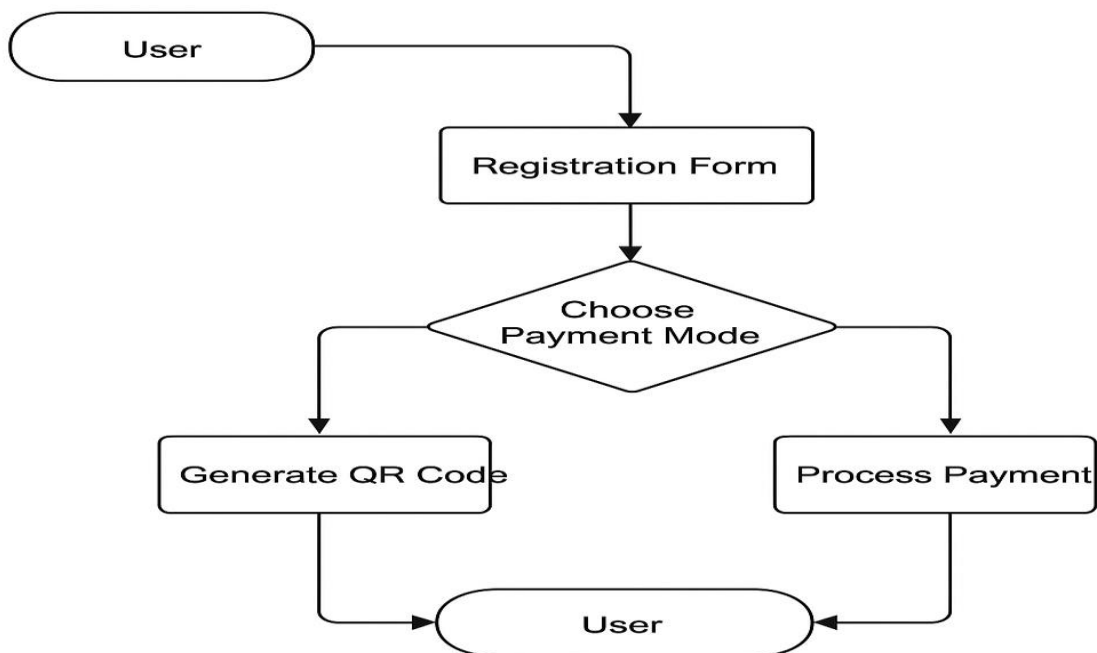 User
Registration Form
Choose
Payment Mode
Generate QR Code
Process Payment
User